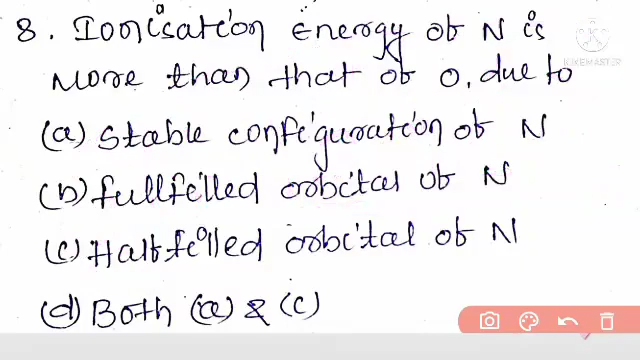 8. Ionisation Energy of N is
K
KINEMASTER
More than that of O, due to
(a) Stable configuration of N
(b) fullfilled orbital of N
(c) Halffilled orbital of N
(d) Both (a) & (c)